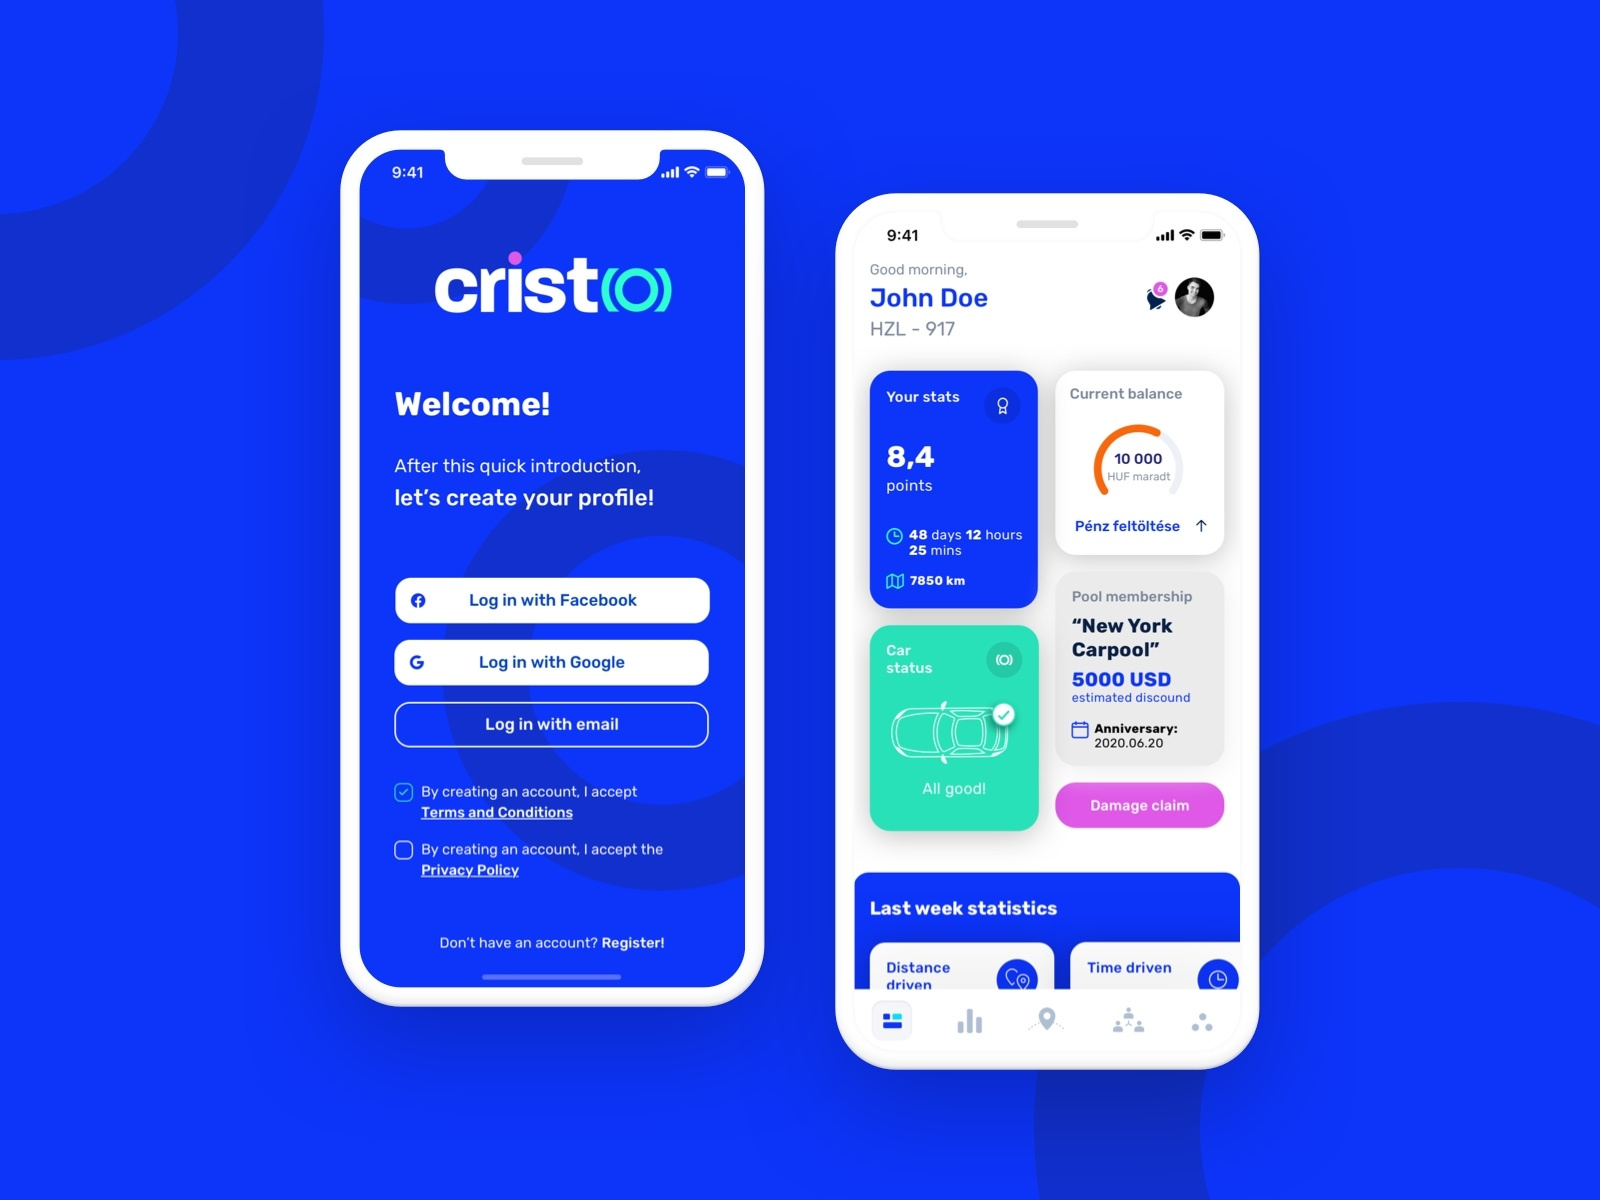 9:41
cristo
Welcome!
After this quick introduction,
let's create your profile!
Log in with Facebook
Log in with Google
Log in with email
By creating an account, I accept
Terms and Conditions
By creating an account, I accept the
Privacy Policy
Don't have an account? Register!
9:41
Good morning,
John Doe
HZL - 917
6
Your stats
8,4
points
48 days 12 hours
25 mins
7850 km
Current balance
10 000
HUF maradt
Pénz feltöltése
Car
status
All good!
Pool membership
“New York
Carpool”
5000 USD
estimated discound
Anniversary:
2020.06.20
Damage claim
Last week statistics
Distance
driven
Time driven